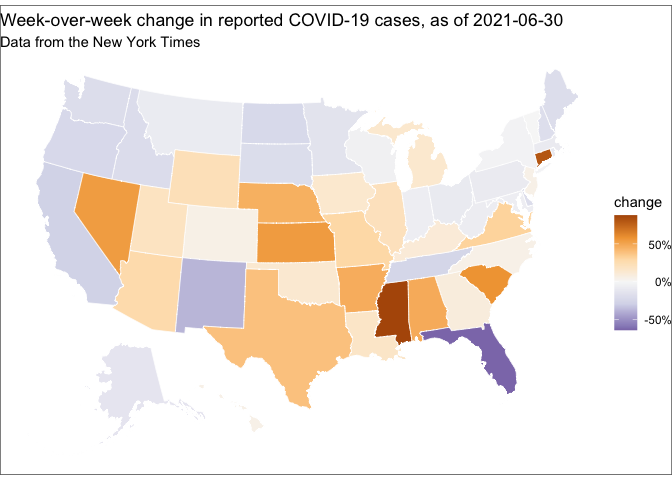 Week-over-week change in reported COVID-19 cases, as of 2021-06-30
Data from the New York Times
change
50%
0%
-50%